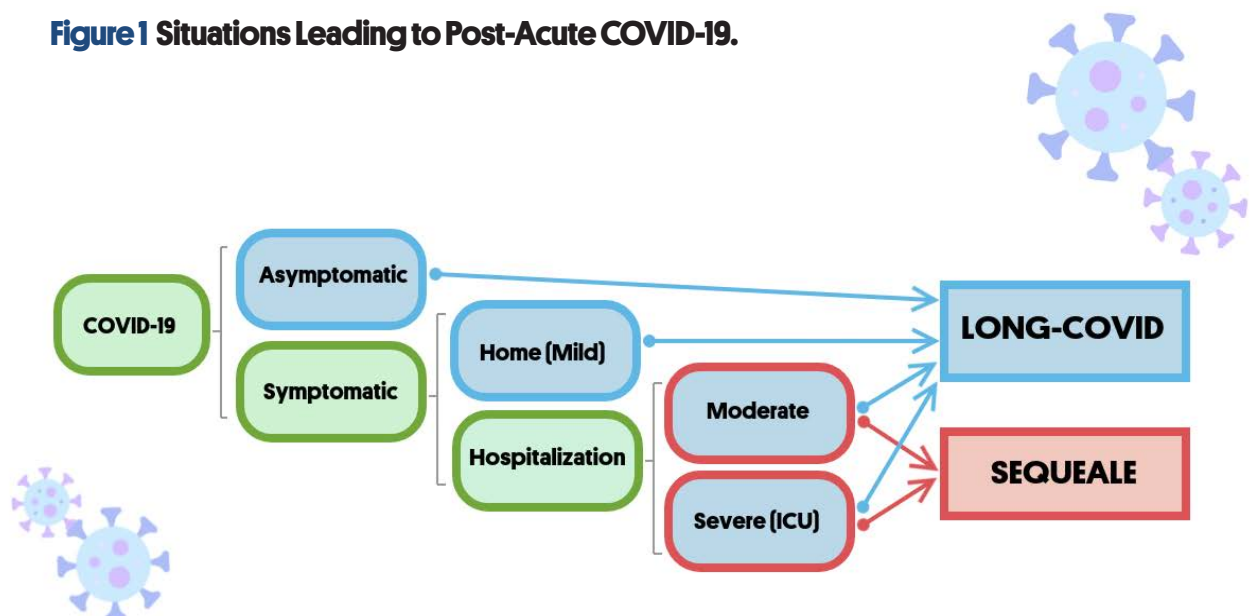 Figure 1 Situations Leading to Post-Acute COVID-19.
COVID-19
Asymptomatic
Symptomatic
Home (Mild)
Hospitalization
Moderate
Severe (ICU)
LONG-COVID
SEQUEALE